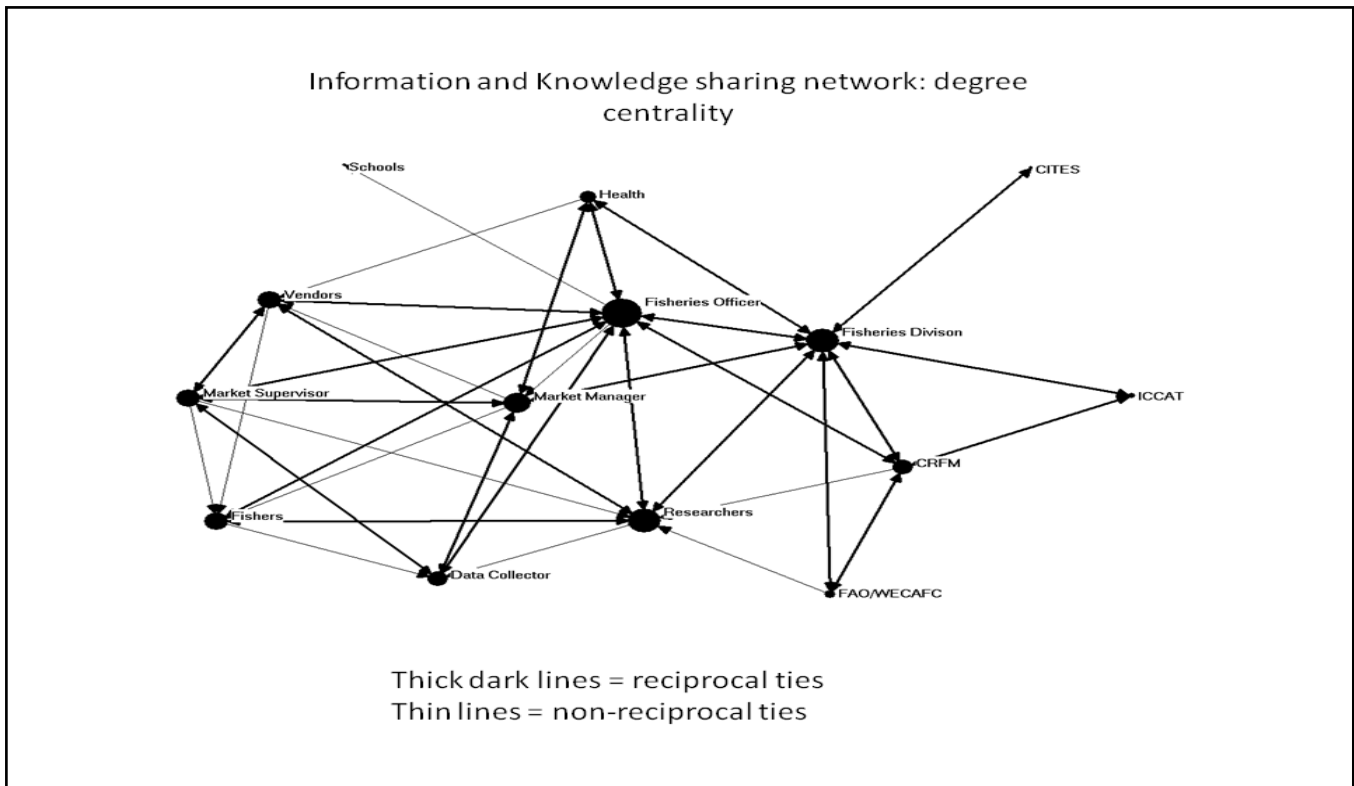 Information and Knowledge sharing network: degree
centrality
Schools
CITES
Health
Vendors
Fisheries Officer
Fisheries Divison
Market Supervisor
Market Manager
ICCAT
CRFM
Fishers
Researchers
Data Collector
FAO/WECAFC
Thick dark lines = reciprocal ties
Thin lines = non-reciprocal ties